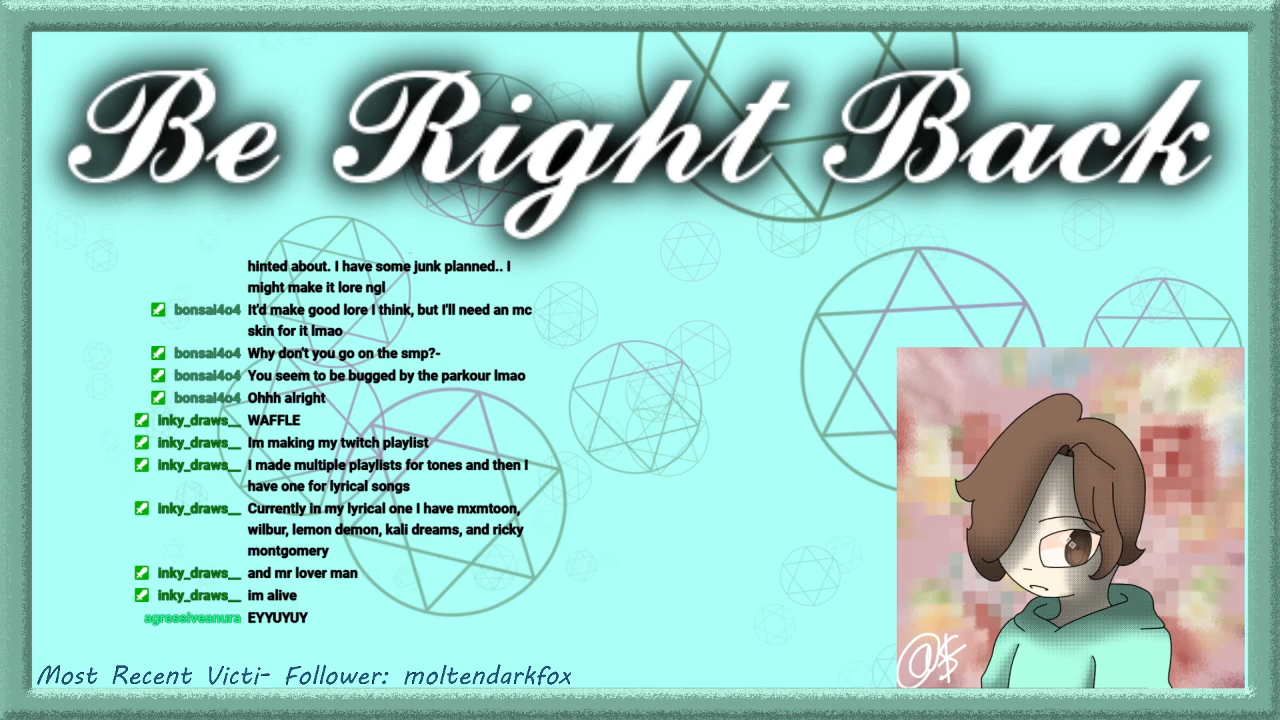 Be Right Back
hinted about. I have some junk planned.. I
might make it lore ngl
bonsai4o4 It'd make good lore I think, but I'll need an mc
skin for it lmao
bonsai4o4 Why don't you go on the smp?-
bonsai4o4 You seem to be bugged by the parkour lmao
bonsai4o4 Ohhh alright
inky_draws__ WAFFLE
inky_draws__ Im making my twitch playlist
inky_draws__ I made multiple playlists for tones and then I
have one for lyrical songs
inky_draws__ Currently in my lyrical one I have mxmtoon,
wilbur, lemon demon, kali dreams, and ricky
montgomery
inky_draws__ and mr lover man
inky_draws__ im alive
agressiveanura EYYUYUY
Most Recent Victi- Follower: moltendarkfox